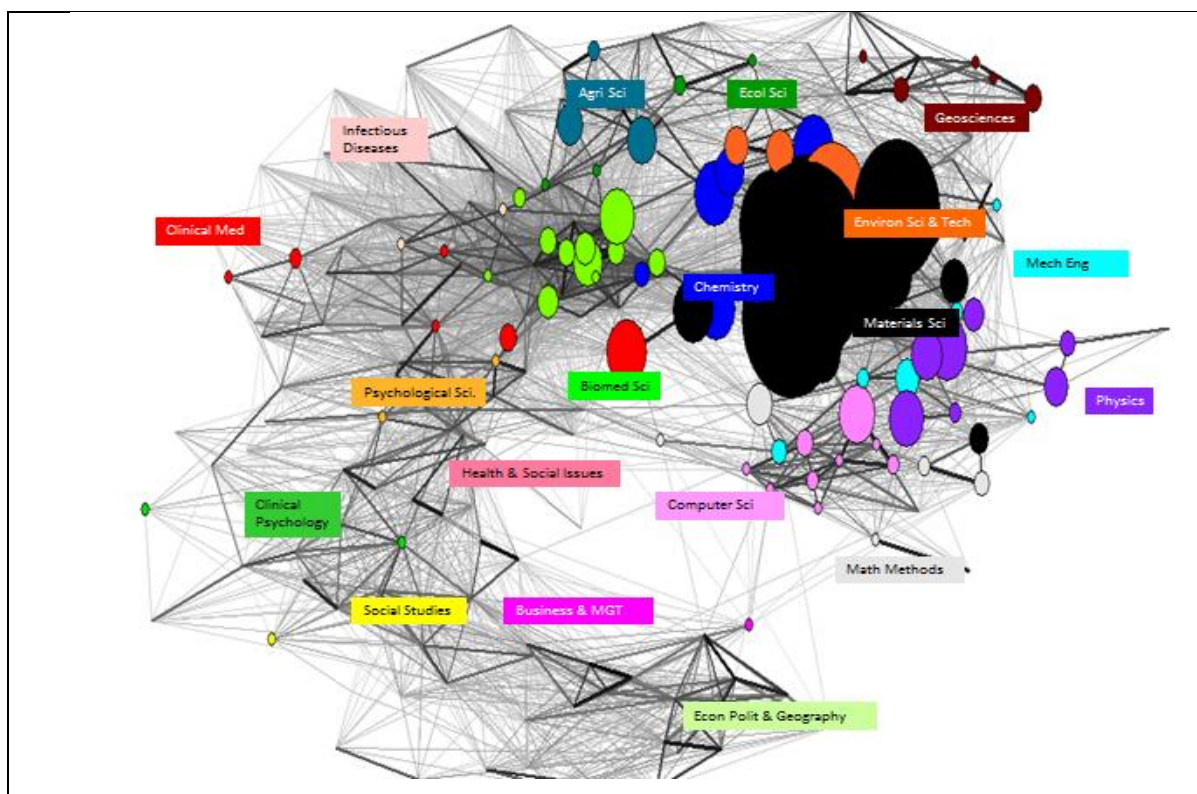 Agri Sci
Ecol Sci
Geosciences
Infectious
Diseases
Clinical Med
Environ Sci & Tech
Mech Eng
Chemistry
Materials Sci
Psychological Sci.
Biomed Sci
Physics
Health & Social Issues
Clinical
Psychology
Computer Sci
Math Methods
Social Studies
Business & MGT
Econ Polit & Geography